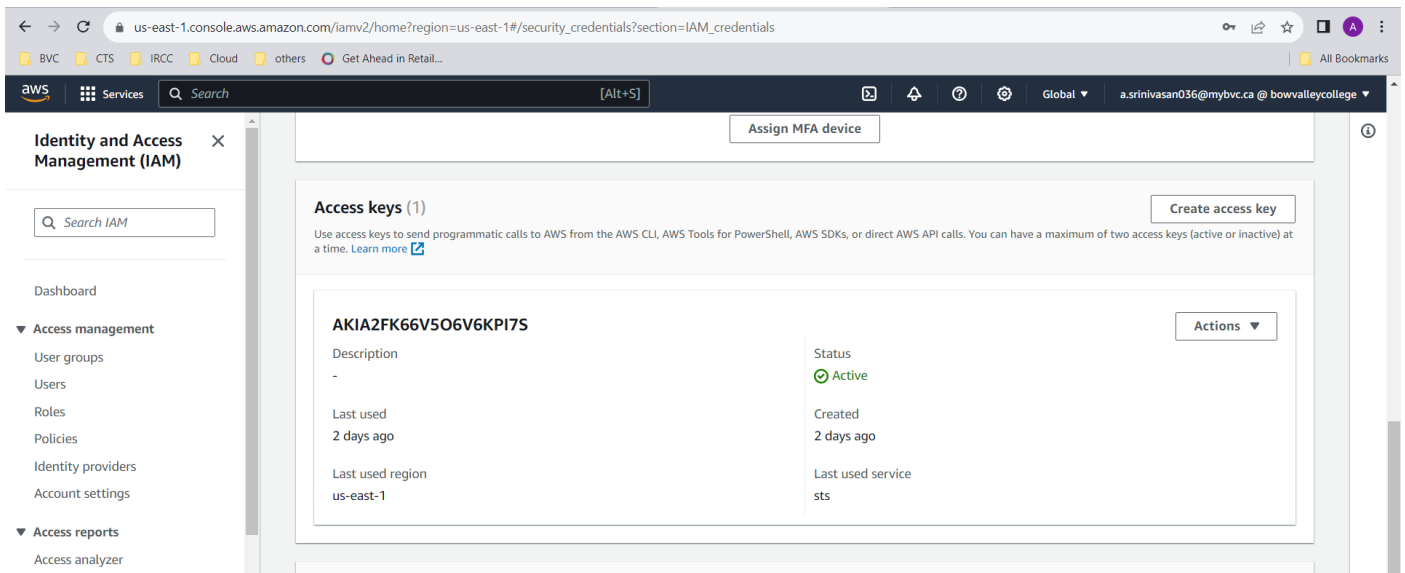 us-east-1.console.aws.amazon.com/iamv2/home?region=us-east-1#/security_credentials?section=IAM_credentials
A
BVC CTS IRCC Cloud others Get Ahead in Retail... All Bookmarks
aws Services Search [Alt+S] Global ▼ a.srinivasan036@mybvc.ca @ bowvalleycollege ▼
Identity and Access
Management (IAM)
Search IAM
Dashboard
Access management
User groups
Users
Roles
Policies
Identity providers
Account settings
Access reports
Access analyzer
Assign MFA device
Access keys (1)
Create access key
Use access keys to send programmatic calls to AWS from the AWS CLI, AWS Tools for PowerShell, AWS SDKs, or direct AWS API calls. You can have a maximum of two access keys (active or inactive) at
a time. Learn more
AKIA2FK66V5O6V6KPI7S
Actions ▼
Description
-
Status
Active
Last used
2 days ago
Created
2 days ago
Last used region
us-east-1
Last used service
sts